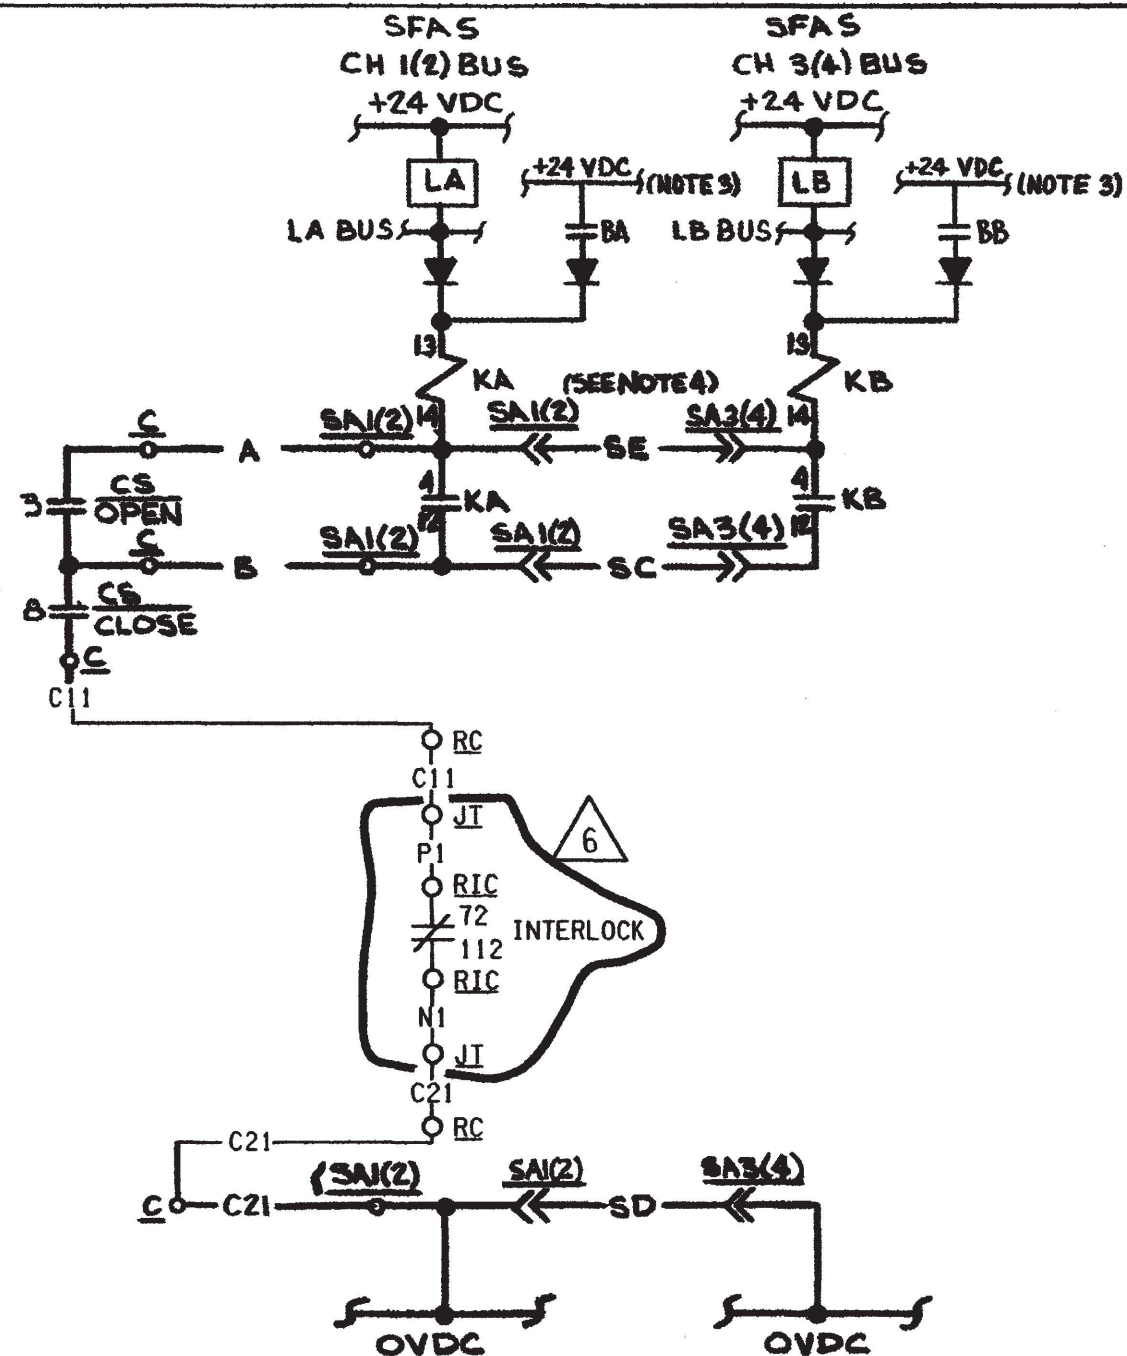 SFAS
CH 1(2) BUS
+24 VDC
SFAS
CH 3(4) BUS
+24 VDC
LA
+24 VDC
(NOTE 3)
LB
+24 VDC
(NOTE 3)
LA BUS
BA
LB BUS
BB
13
KA
(SEE NOTE 4)
13
KB
C
A
SA1(2)
14
SA1(2)
SE
SA3(4)
14
3
CS
OPEN
4
KA
12
4
KB
12
C
B
SA1(2)
SA1(2)
SC
SA3(4)
8
CS
CLOSE
C
C11
RC
C11
JT
6
P1
RIC
72
112
INTERLOCK
RIC
N1
JT
C21
RC
C21
C
C21
SA1(2)
SA1(2)
SD
SA3(4)
0VDC
0VDC